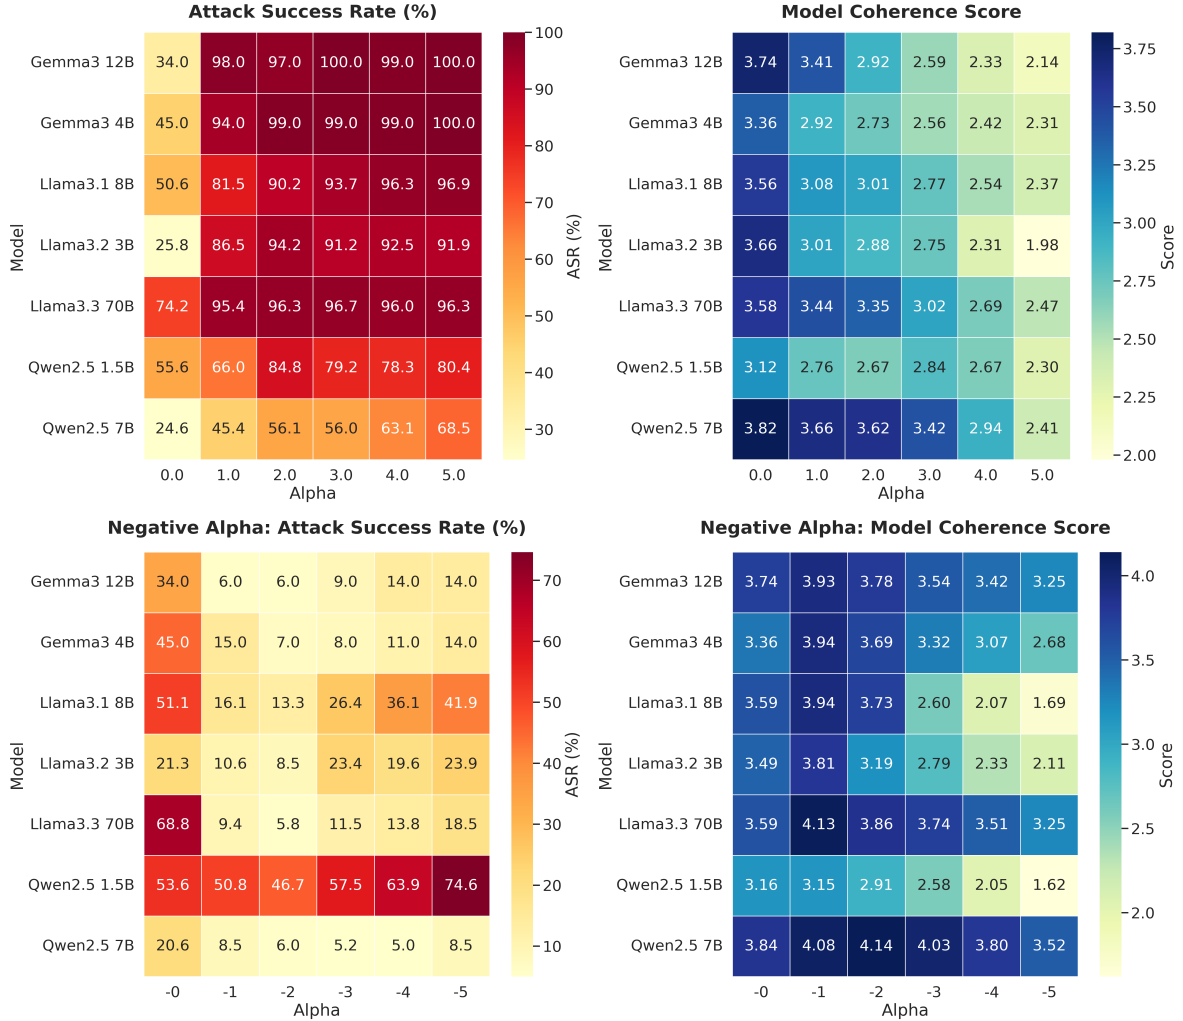 Attack Success Rate (%)
Gemma3 12B 34.0 98.0 97.0 100.0 99.0 100.0
Gemma3 4B 45.0 94.0 99.0 99.0 99.0 100.0
Llama3.1 8B 50.6 81.5 90.2 93.7 96.3 96.9
Llama3.2 3B 25.8 86.5 94.2 91.2 92.5 91.9
Llama3.3 70B 74.2 95.4 96.3 96.7 96.0 96.3
Qwen2.5 1.5B 55.6 66.0 84.8 79.2 78.3 80.4
Qwen2.5 7B 24.6 45.4 56.1 56.0 63.1 68.5
0.0 1.0 2.0 3.0 4.0 5.0
Alpha
Model
100
90
80
70
60
50
40
30
ASR (%)
Model Coherence Score
Gemma3 12B 3.74 3.41 2.92 2.59 2.33 2.14
Gemma3 4B 3.36 2.92 2.73 2.56 2.42 2.31
Llama3.1 8B 3.56 3.08 3.01 2.77 2.54 2.37
Llama3.2 3B 3.66 3.01 2.88 2.75 2.31 1.98
Llama3.3 70B 3.58 3.44 3.35 3.02 2.69 2.47
Qwen2.5 1.5B 3.12 2.76 2.67 2.84 2.67 2.30
Qwen2.5 7B 3.82 3.66 3.62 3.42 2.94 2.41
0.0 1.0 2.0 3.0 4.0 5.0
Alpha
Model
3.75
3.50
3.25
3.00
2.75
2.50
2.25
2.00
Score
Negative Alpha: Attack Success Rate (%)
Gemma3 12B 34.0 6.0 6.0 9.0 14.0 14.0
Gemma3 4B 45.0 15.0 7.0 8.0 11.0 14.0
Llama3.1 8B 51.1 16.1 13.3 26.4 36.1 41.9
Llama3.2 3B 21.3 10.6 8.5 23.4 19.6 23.9
Llama3.3 70B 68.8 9.4 5.8 11.5 13.8 18.5
Qwen2.5 1.5B 53.6 50.8 46.7 57.5 63.9 74.6
Qwen2.5 7B 20.6 8.5 6.0 5.2 5.0 8.5
-0 -1 -2 -3 -4 -5
Alpha
Model
70
60
50
40
30
20
10
ASR (%)
Negative Alpha: Model Coherence Score
Gemma3 12B 3.74 3.93 3.78 3.54 3.42 3.25
Gemma3 4B 3.36 3.94 3.69 3.32 3.07 2.68
Llama3.1 8B 3.59 3.94 3.73 2.60 2.07 1.69
Llama3.2 3B 3.49 3.81 3.19 2.79 2.33 2.11
Llama3.3 70B 3.59 4.13 3.86 3.74 3.51 3.25
Qwen2.5 1.5B 3.16 3.15 2.91 2.58 2.05 1.62
Qwen2.5 7B 3.84 4.08 4.14 4.03 3.80 3.52
-0 -1 -2 -3 -4 -5
Alpha
Model
4.0
3.5
3.0
2.5
2.0
Score